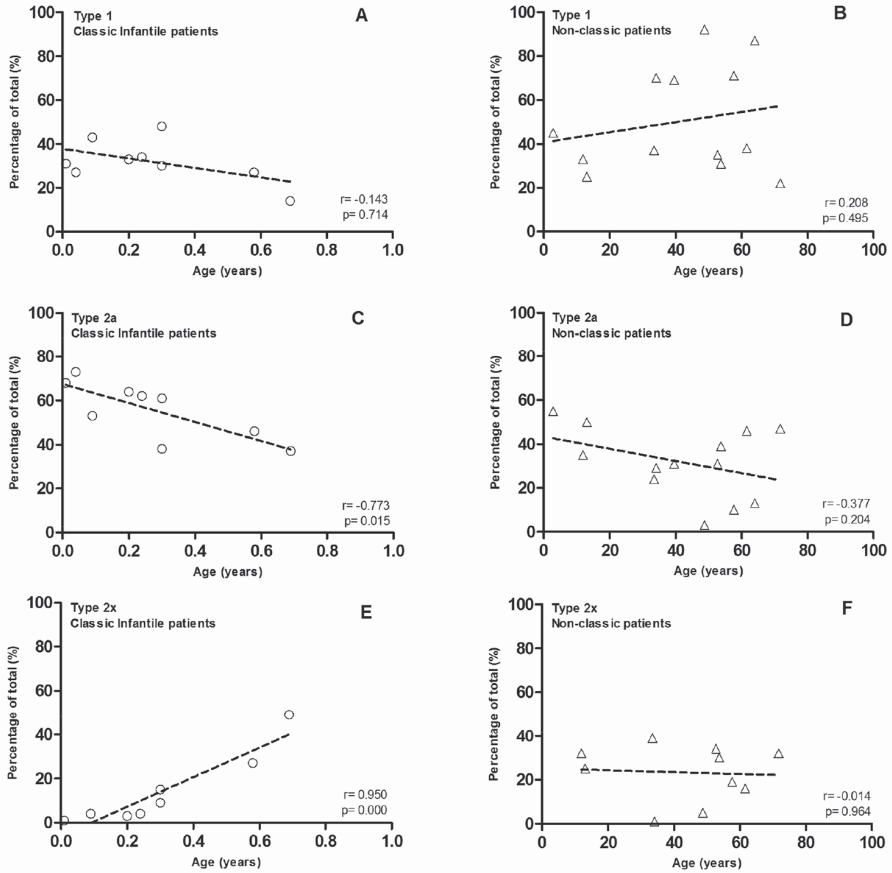 Type 1
Classic Infantile patients
A
Percentage of total (%)
100
80
60
40
20
0
0.0 0.2 0.4 0.6 0.8 1.0
Age (years)
r= -0.143
p= 0.714
Type 1
Non-classic patients
B
Percentage of total (%)
100
80
60
40
20
0
0 20 40 60 80 100
Age (years)
r= 0.208
p= 0.495
Type 2a
Classic Infantile patients
C
Percentage of total (%)
100
80
60
40
20
0
0.0 0.2 0.4 0.6 0.8 1.0
Age (years)
r= -0.773
p= 0.015
Type 2a
Non-classic patients
D
Percentage of total (%)
100
80
60
40
20
0
0 20 40 60 80 100
Age (years)
r= -0.377
p= 0.204
Type 2x
Classic Infantile patients
E
Percentage of total (%)
100
80
60
40
20
0
0.0 0.2 0.4 0.6 0.8 1.0
Age (years)
r= 0.950
p= 0.000
Type 2x
Non-classic patients
F
Percentage of total (%)
100
80
60
40
20
0
0 20 40 60 80 100
Age (years)
r= -0.014
p= 0.964